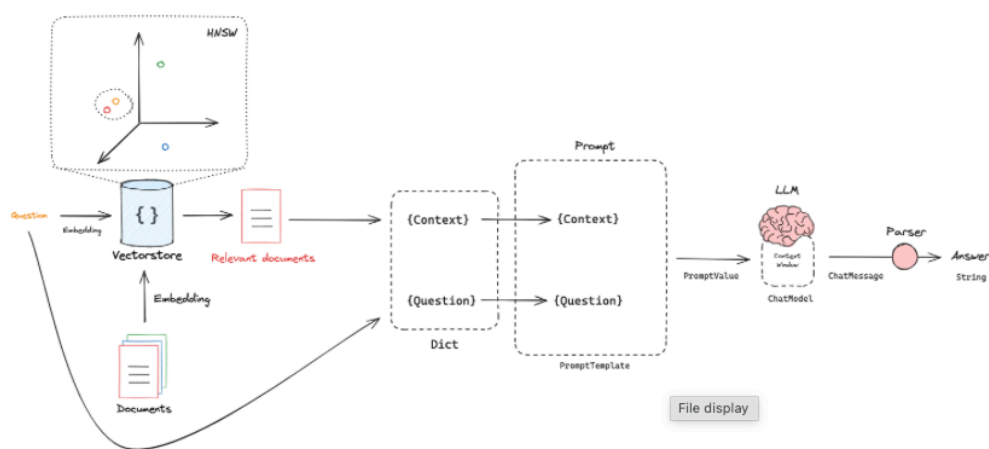 HNSW
Question
Embedding
{ }
Vectorstore
Relevant documents
Embedding
Documents
{Context}
{Question}
Dict
Prompt
{Context}
{Question}
PromptTemplate
PromptValue
LLM
Context
Window
ChatModel
ChatMessage
Parser
Answer
String
File display